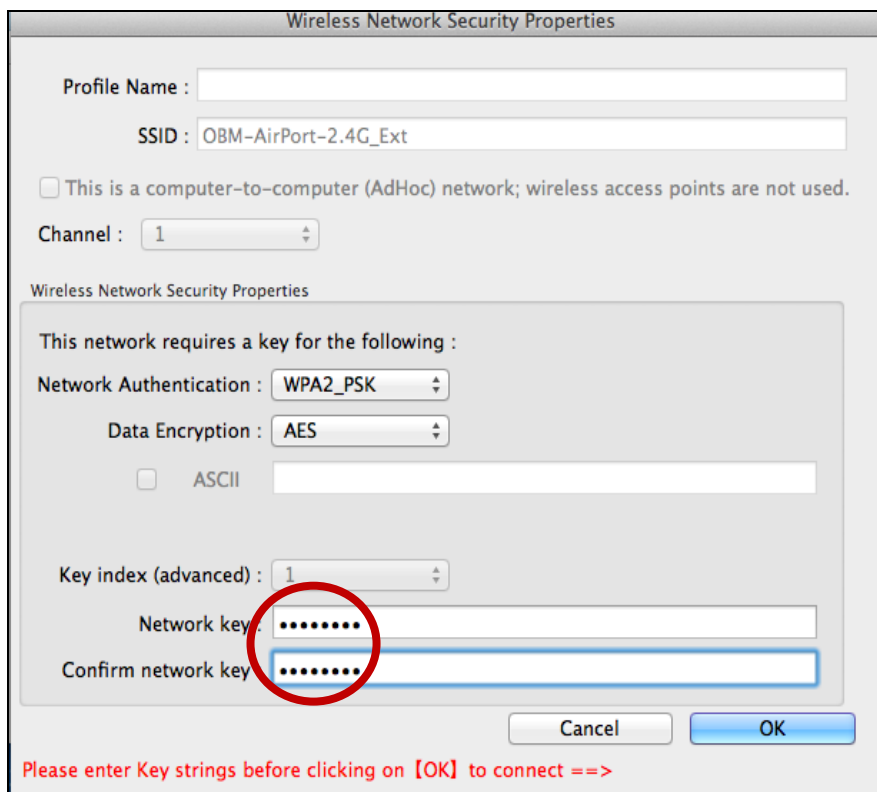 Wireless Network Security Properties
Profile Name :
SSID : OBM-AirPort-2.4G_Ext
This is a computer-to-computer (AdHoc) network; wireless access points are not used.
Channel : 1
Wireless Network Security Properties
This network requires a key for the following :
Network Authentication : WPA2_PSK
Data Encryption : AES
ASCII
Key index (advanced) : 1
Network key : ••••••••
Confirm network key ••••••••
Cancel OK
Please enter Key strings before clicking on【OK】to connect ==>